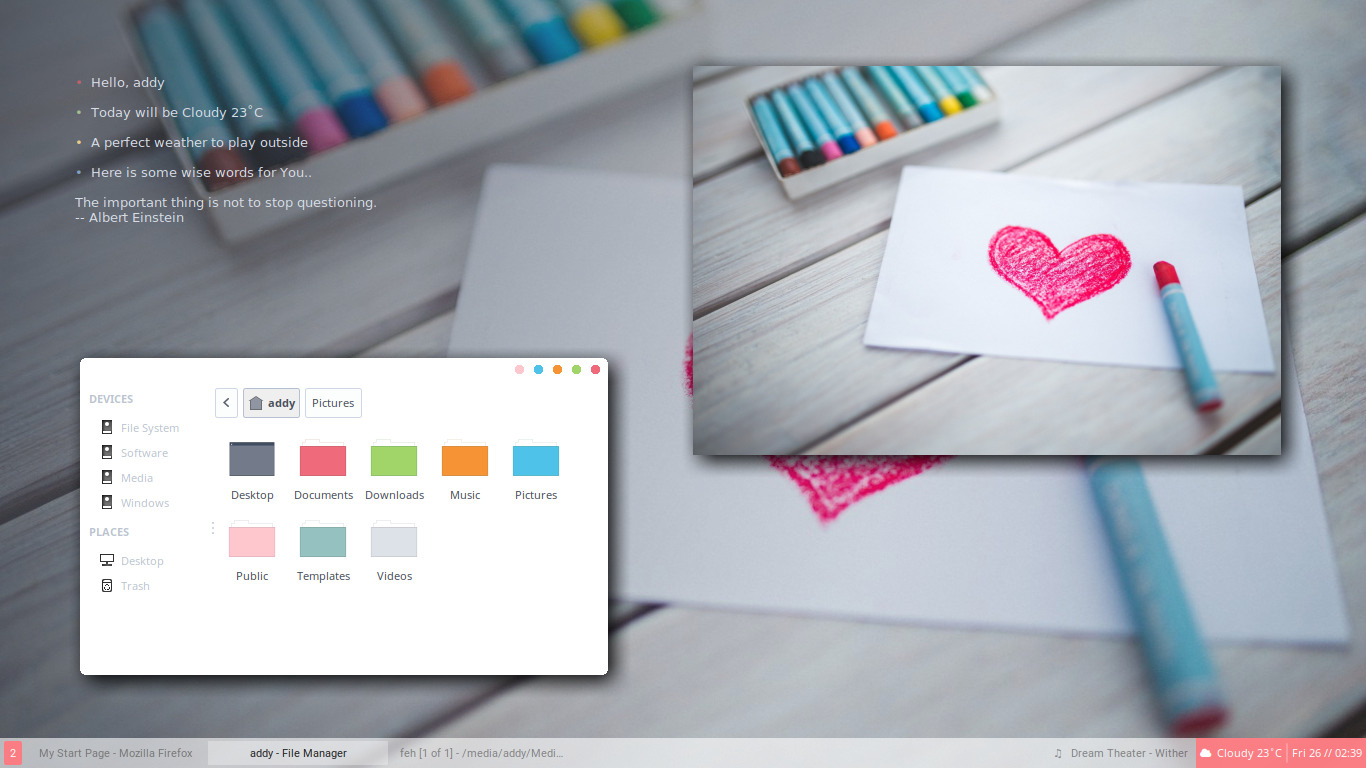 Hello, addy
Today will be Cloudy 23°C
A perfect weather to play outside
Here is some wise words for You..
The important thing is not to stop questioning.
-- Albert Einstein
DEVICES
File System
Software
Media
Windows
PLACES
Desktop
Trash
addy
Pictures
Desktop
Documents
Downloads
Music
Pictures
Public
Templates
Videos
2
My Start Page - Mozilla Firefox
addy - File Manager
feh [1 of 1] - /media/addy/Medi...
♫ Dream Theater - Wither
Cloudy 23°C
Fri 26 // 02:39